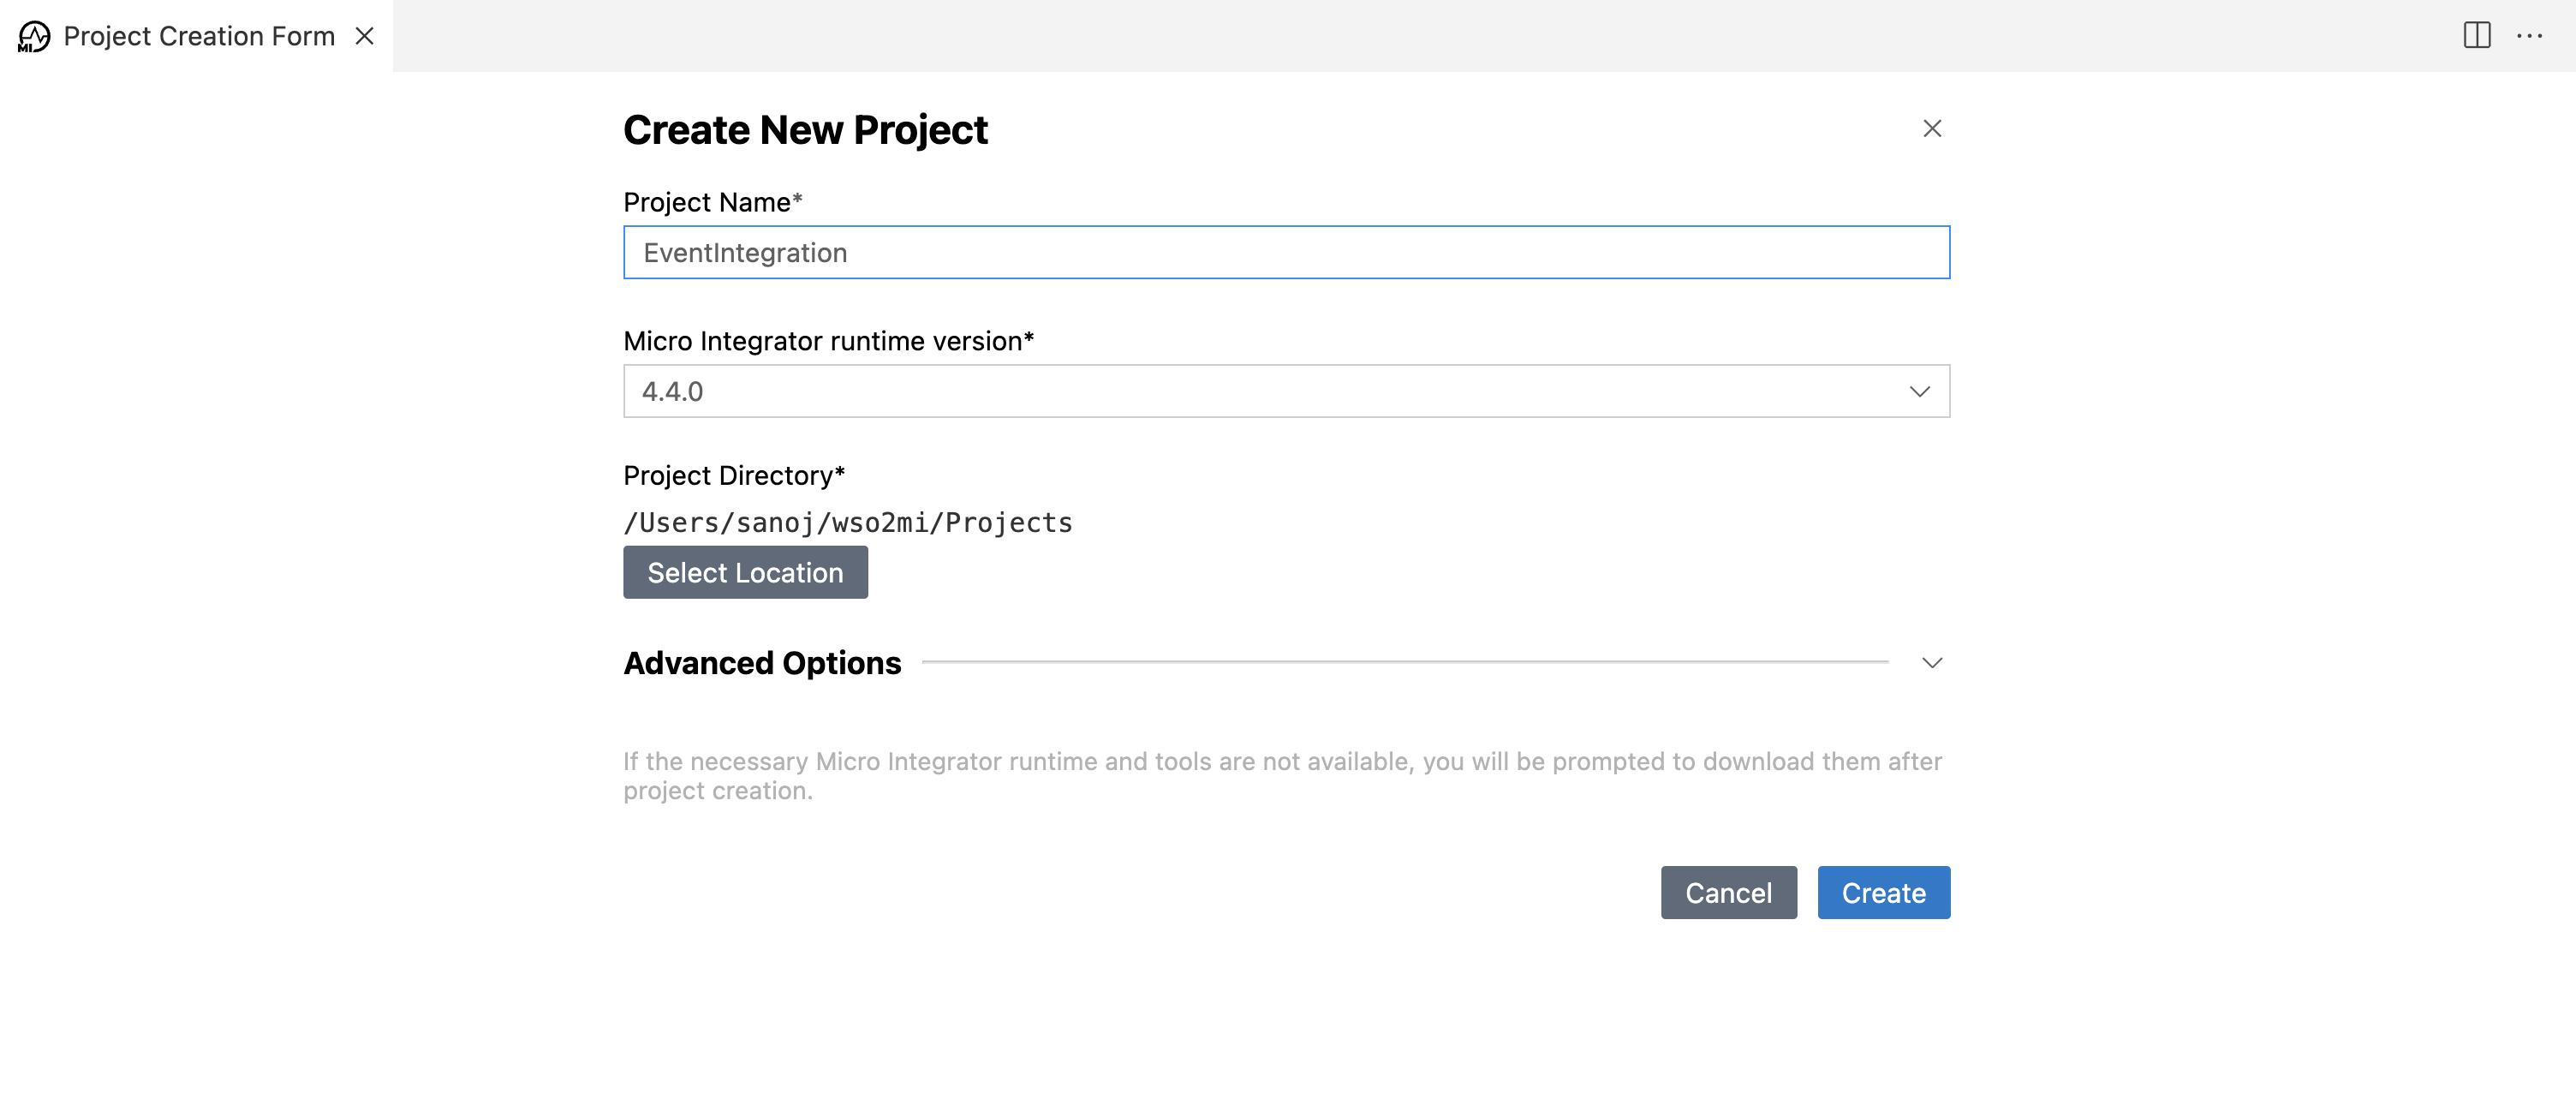 MI Project Creation Form
Create New Project
Project Name*
EventIntegration
Micro Integrator runtime version*
4.4.0
Project Directory*
/Users/sanoj/wso2mi/Projects
Select Location
Advanced Options
If the necessary Micro Integrator runtime and tools are not available, you will be prompted to download them after
project creation.
Cancel Create